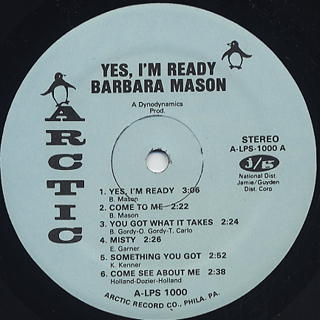 YES, I'M READY
BARBARA MASON
A Dynodynamics
Prod.
ARCTIC
STEREO
A-LPS-1000 A
j/g
National Dist.
Jamie/Guyden
Dist. Corp
1. YES, I'M READY 3:06
B. Mason
2. COME TO ME 2:22
B. Mason
3. YOU GOT WHAT IT TAKES 2:24
B. Gordy-O. Gordy-T. Carlo
4. MISTY 2:26
E. Garner
5. SOMETHING YOU GOT 2:52
K. Kenner
6. COME SEE ABOUT ME 2:38
Holland-Dozier-Holland
A-LPS 1000
ARCTIC RECORD CO., PHILA. PA.